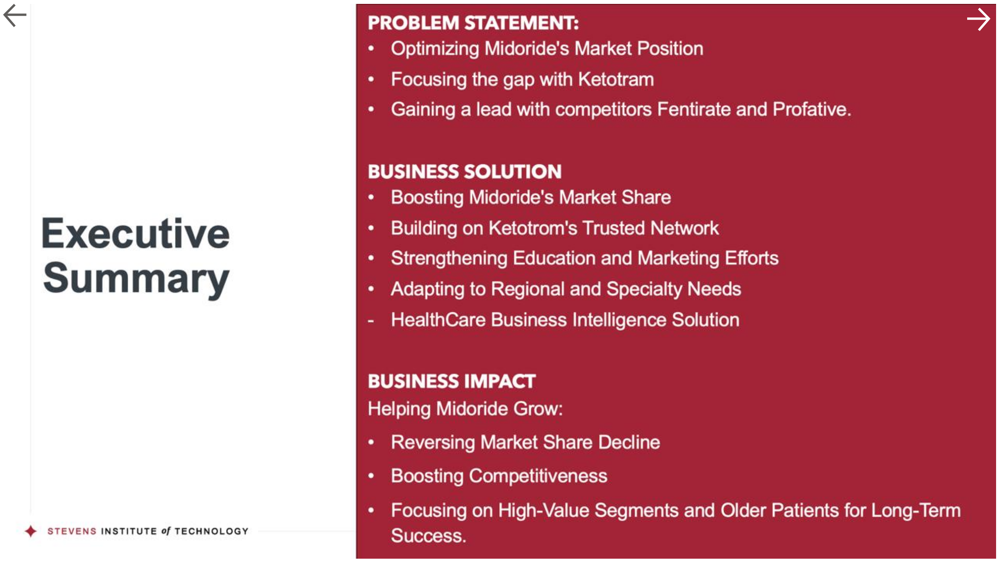 Executive
Summary
STEVENS INSTITUTE of TECHNOLOGY
PROBLEM STATEMENT:
• Optimizing Midoride's Market Position
• Focusing the gap with Ketotram
• Gaining a lead with competitors Fentirate and Profative.
BUSINESS SOLUTION
• Boosting Midoride's Market Share
• Building on Ketotrom's Trusted Network
• Strengthening Education and Marketing Efforts
• Adapting to Regional and Specialty Needs
- HealthCare Business Intelligence Solution
BUSINESS IMPACT
Helping Midoride Grow:
• Reversing Market Share Decline
• Boosting Competitiveness
• Focusing on High-Value Segments and Older Patients for Long-Term
Success.